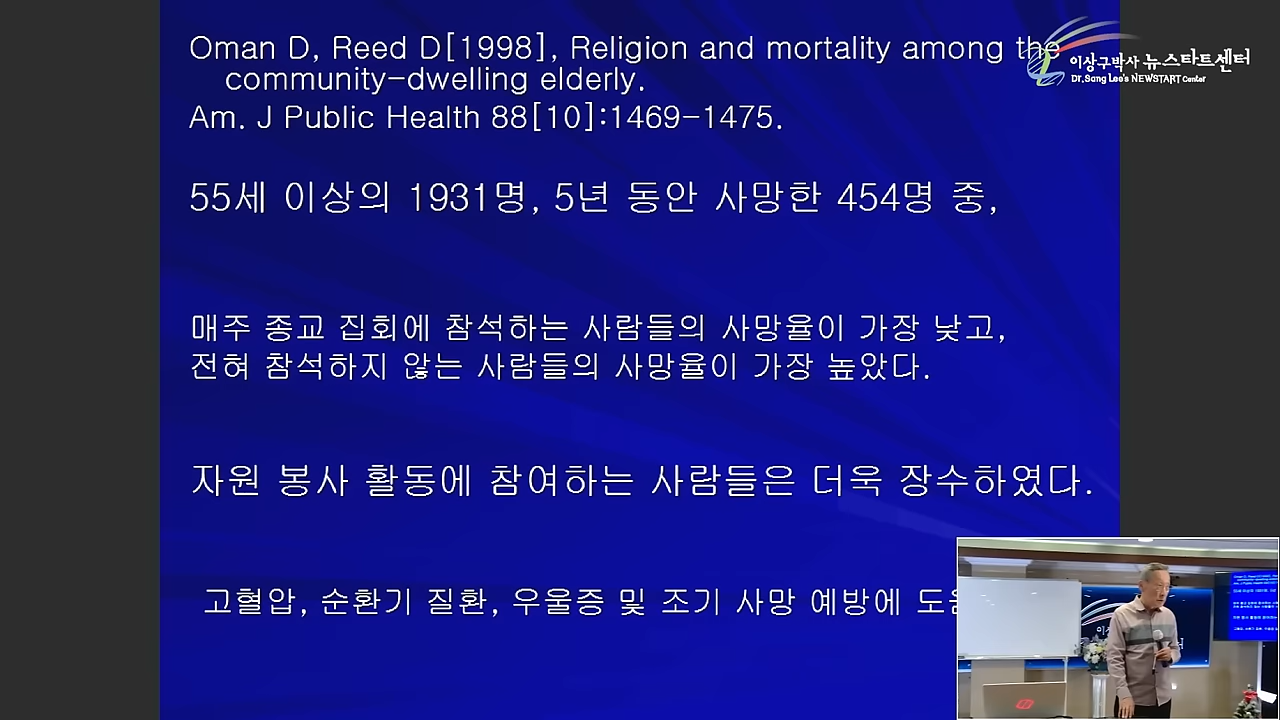 Oman D, Reed D[1998], Religion and mortality among the
community-dwelling elderly.
Am. J Public Health 88[10]:1469-1475.
이상구박사 뉴스타트센터
Dr. Sang Lee's NEWSTART Center
55세 이상의 1931명, 5년 동안 사망한 454명 중,
매주 종교 집회에 참석하는 사람들의 사망율이 가장 낮고,
전혀 참석하지 않는 사람들의 사망율이 가장 높았다.
자원 봉사 활동에 참여하는 사람들은 더욱 장수하였다.
고혈압, 순환기 질환, 우울증 및 조기 사망 예방에